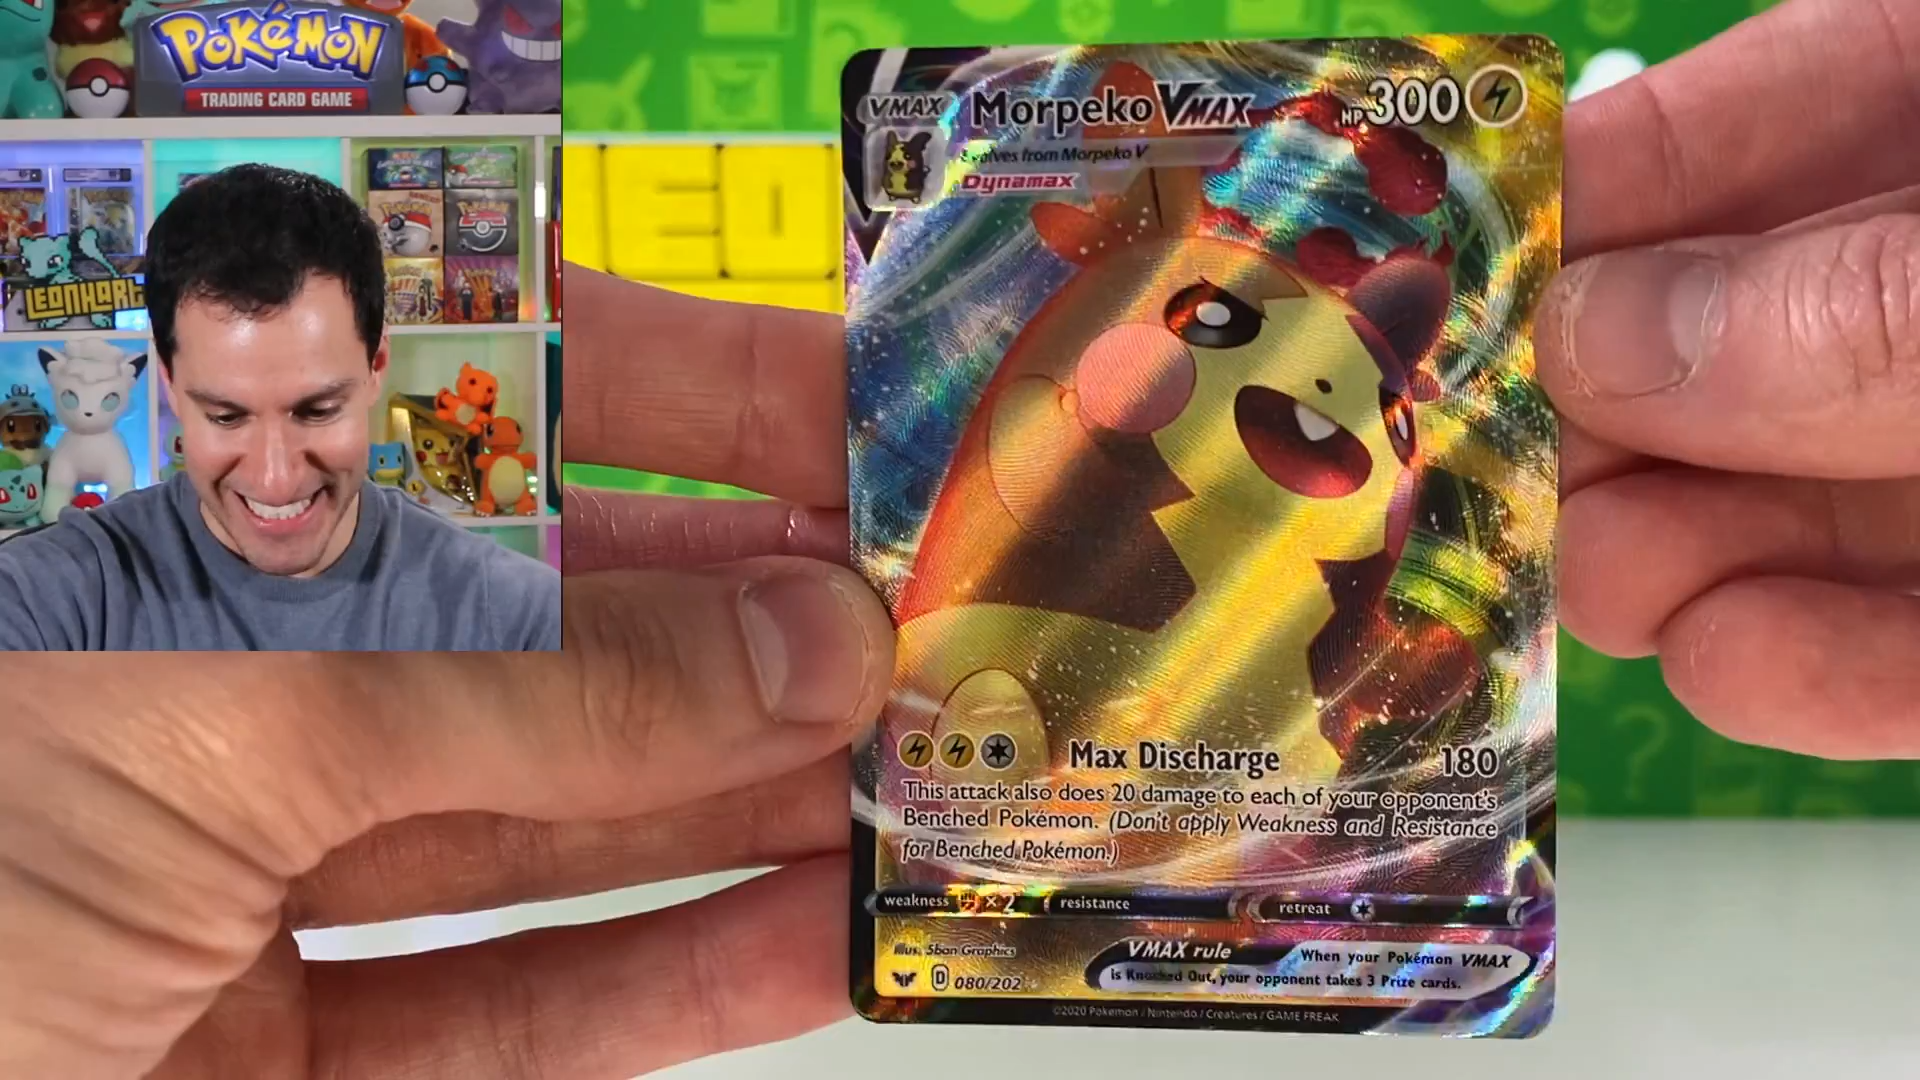 POKéMON
TRADING CARD GAME
LEONHART
LEO
VMAX Morpeko VMAX HP 300
Evolves from Morpeko V
Dynamax
Max Discharge 180
This attack also does 20 damage to each of your opponent's
Benched Pokémon. (Don't apply Weakness and Resistance
for Benched Pokémon.)
weakness ×2 resistance retreat
Illus. 5ban Graphics
D 080/202
VMAX rule When your Pokémon VMAX
is Knocked Out, your opponent takes 3 Prize cards.
©2020 Pokémon / Nintendo / Creatures / GAME FREAK